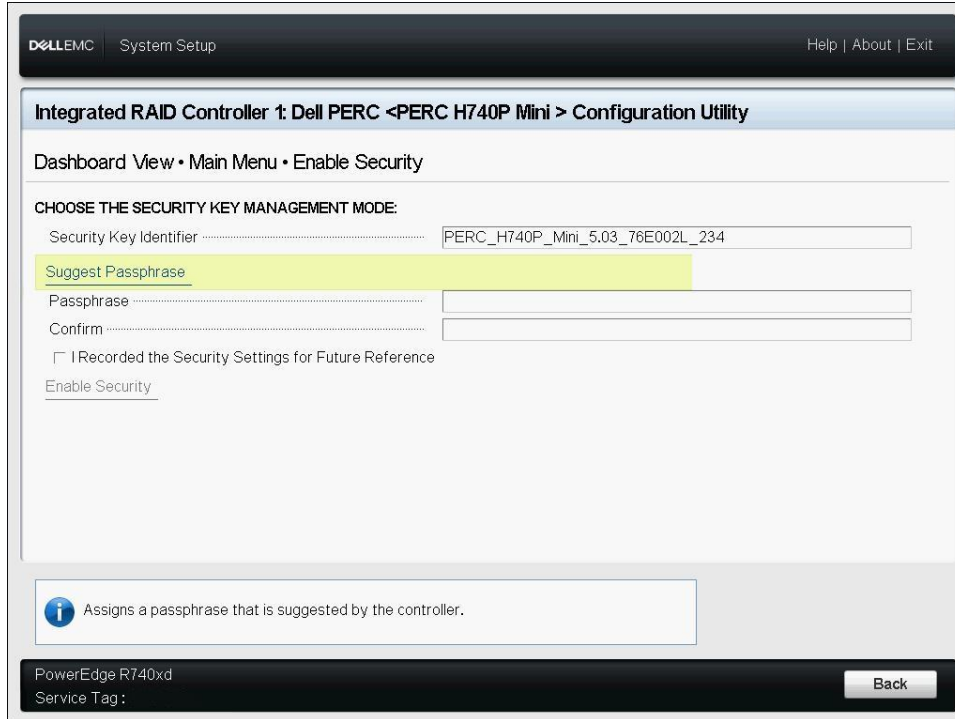 DELLEMC System Setup Help | About | Exit
Integrated RAID Controller 1: Dell PERC <PERC H740P Mini > Configuration Utility
Dashboard View • Main Menu • Enable Security
CHOOSE THE SECURITY KEY MANAGEMENT MODE:
Security Key Identifier PERC_H740P_Mini_5.03_76E002L_234
Suggest Passphrase
Passphrase
Confirm
I Recorded the Security Settings for Future Reference
Enable Security
Assigns a passphrase that is suggested by the controller.
PowerEdge R740xd
Service Tag :
Back